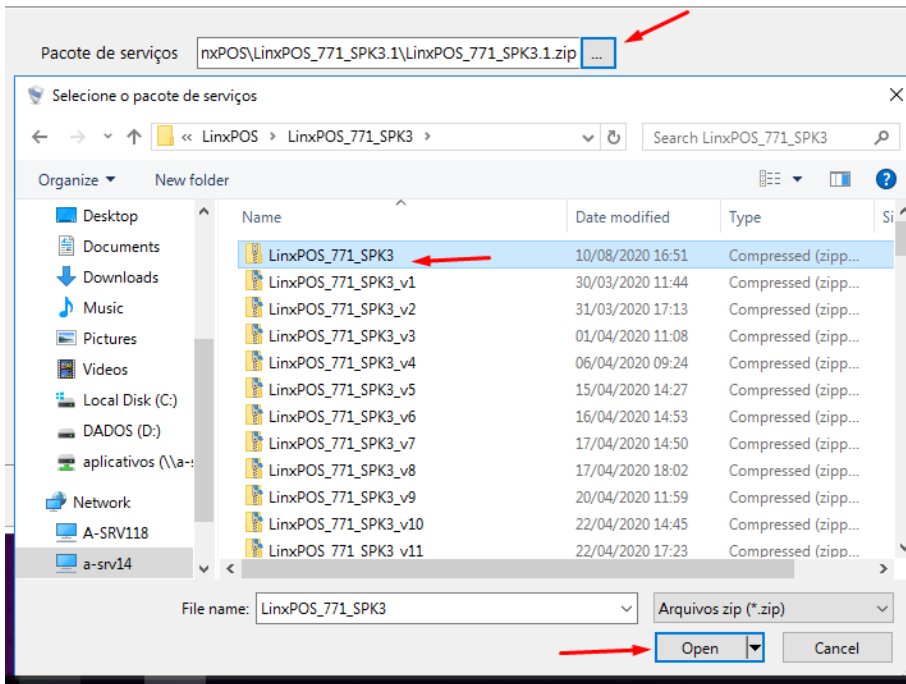 Pacote de serviços nxPOS\LinxPOS_771_SPK3.1\LinxPOS_771_SPK3.1.zip ...
Selecione o pacote de serviços
« LinxPOS > LinxPOS_771_SPK3 > Search LinxPOS_771_SPK3
Organize New folder
Name Date modified Type Si
Desktop
Documents
Downloads
Music
Pictures
Videos
Local Disk (C:)
DADOS (D:)
aplicativos (\\a-s
Network
A-SRV118
a-srv14
LinxPOS_771_SPK3 10/08/2020 16:51 Compressed (zipp...
LinxPOS_771_SPK3_v1 30/03/2020 11:44 Compressed (zipp...
LinxPOS_771_SPK3_v2 31/03/2020 17:13 Compressed (zipp...
LinxPOS_771_SPK3_v3 01/04/2020 11:08 Compressed (zipp...
LinxPOS_771_SPK3_v4 06/04/2020 09:24 Compressed (zipp...
LinxPOS_771_SPK3_v5 15/04/2020 14:27 Compressed (zipp...
LinxPOS_771_SPK3_v6 16/04/2020 14:53 Compressed (zipp...
LinxPOS_771_SPK3_v7 17/04/2020 14:50 Compressed (zipp...
LinxPOS_771_SPK3_v8 17/04/2020 18:02 Compressed (zipp...
LinxPOS_771_SPK3_v9 20/04/2020 11:59 Compressed (zipp...
LinxPOS_771_SPK3_v10 22/04/2020 14:45 Compressed (zipp...
LinxPOS_771_SPK3_v11 22/04/2020 17:23 Compressed (zipp...
File name: LinxPOS_771_SPK3 Arquivos zip (*.zip)
Open Cancel